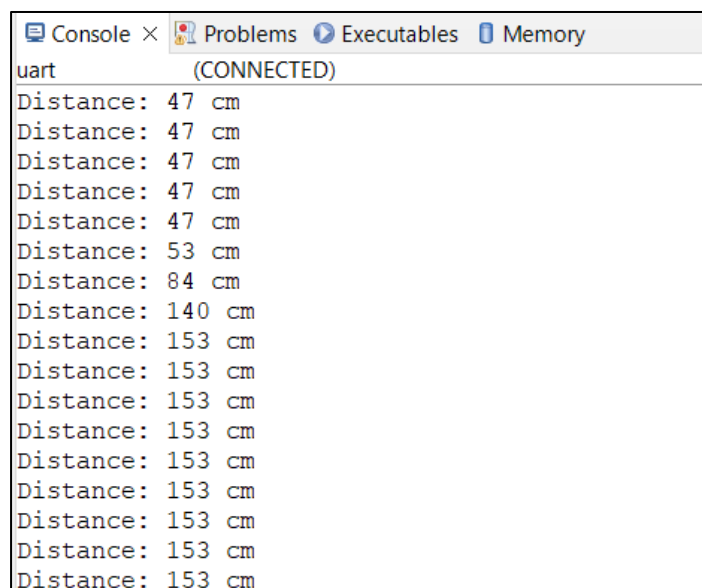 Console Problems Executables Memory
uart (CONNECTED)
Distance: 47 cm
Distance: 47 cm
Distance: 47 cm
Distance: 47 cm
Distance: 47 cm
Distance: 53 cm
Distance: 84 cm
Distance: 140 cm
Distance: 153 cm
Distance: 153 cm
Distance: 153 cm
Distance: 153 cm
Distance: 153 cm
Distance: 153 cm
Distance: 153 cm
Distance: 153 cm
Distance: 153 cm